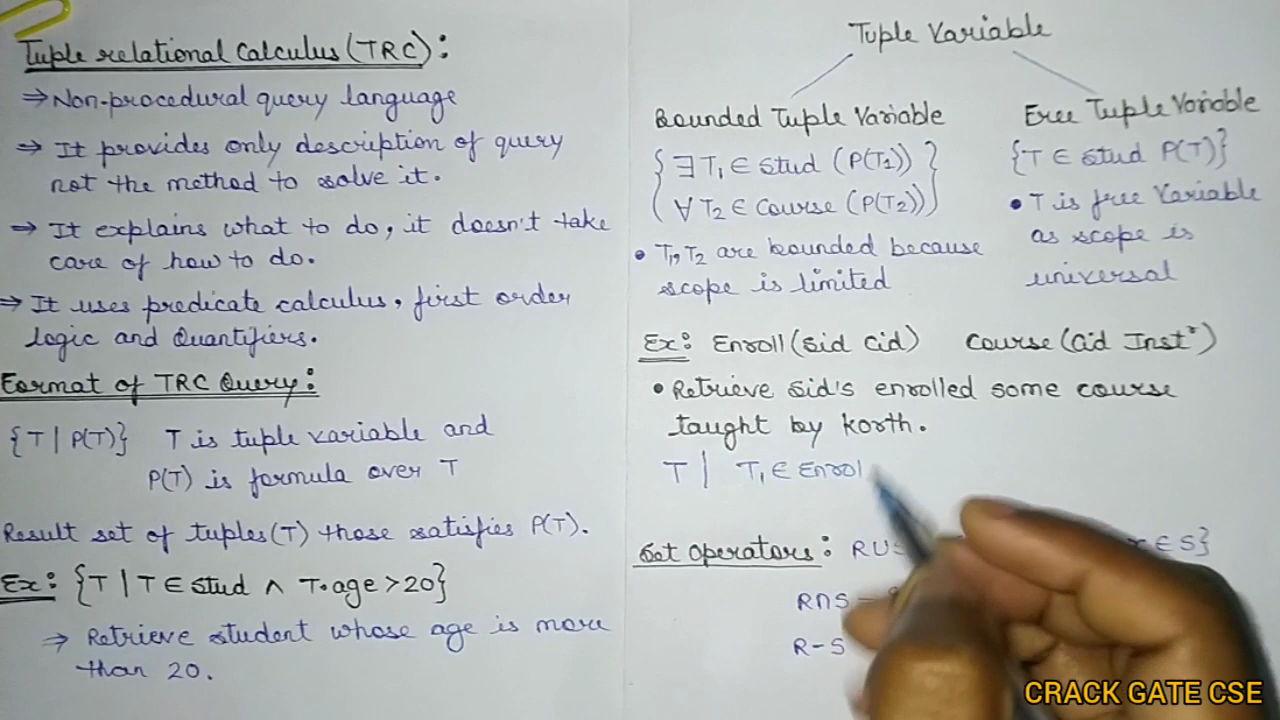 Tuple relational Calculus (TRC):
⇒ Non-procedural query language
⇒ It provides only description of query
not the method to solve it.
⇒ It explains what to do, it doesn't take
care of how to do.
⇒ It uses predicate calculus, first order
logic and Quantifiers.
Format of TRC Query:
{T | P(T)} T is tuple variable and
P(T) is formula over T
Result set of tuples(T) those satisfies P(T).
Ex: {T | T ∈ stud ∧ T.age > 20}
⇒ Retrieve student whose age is more
than 20.
Tuple Variable
Bounded Tuple Variable
{∃ T₁ ∈ stud (P(T₁))
∀ T₂ ∈ Course (P(T₂))}
• T₁, T₂ are bounded because
scope is limited
Free Tuple Variable
{T ∈ stud P(T)}
• T is free variable
as scope is
universal
Ex: Enroll(Sid Cid) Course(Cid Instʳ)
• Retrieve sid's enrolled some course
taught by korth.
T | T₁ ∈ Enrol
Set Operators: R∪S ∈ S}
R∩S -
R-S
CRACK GATE CSE